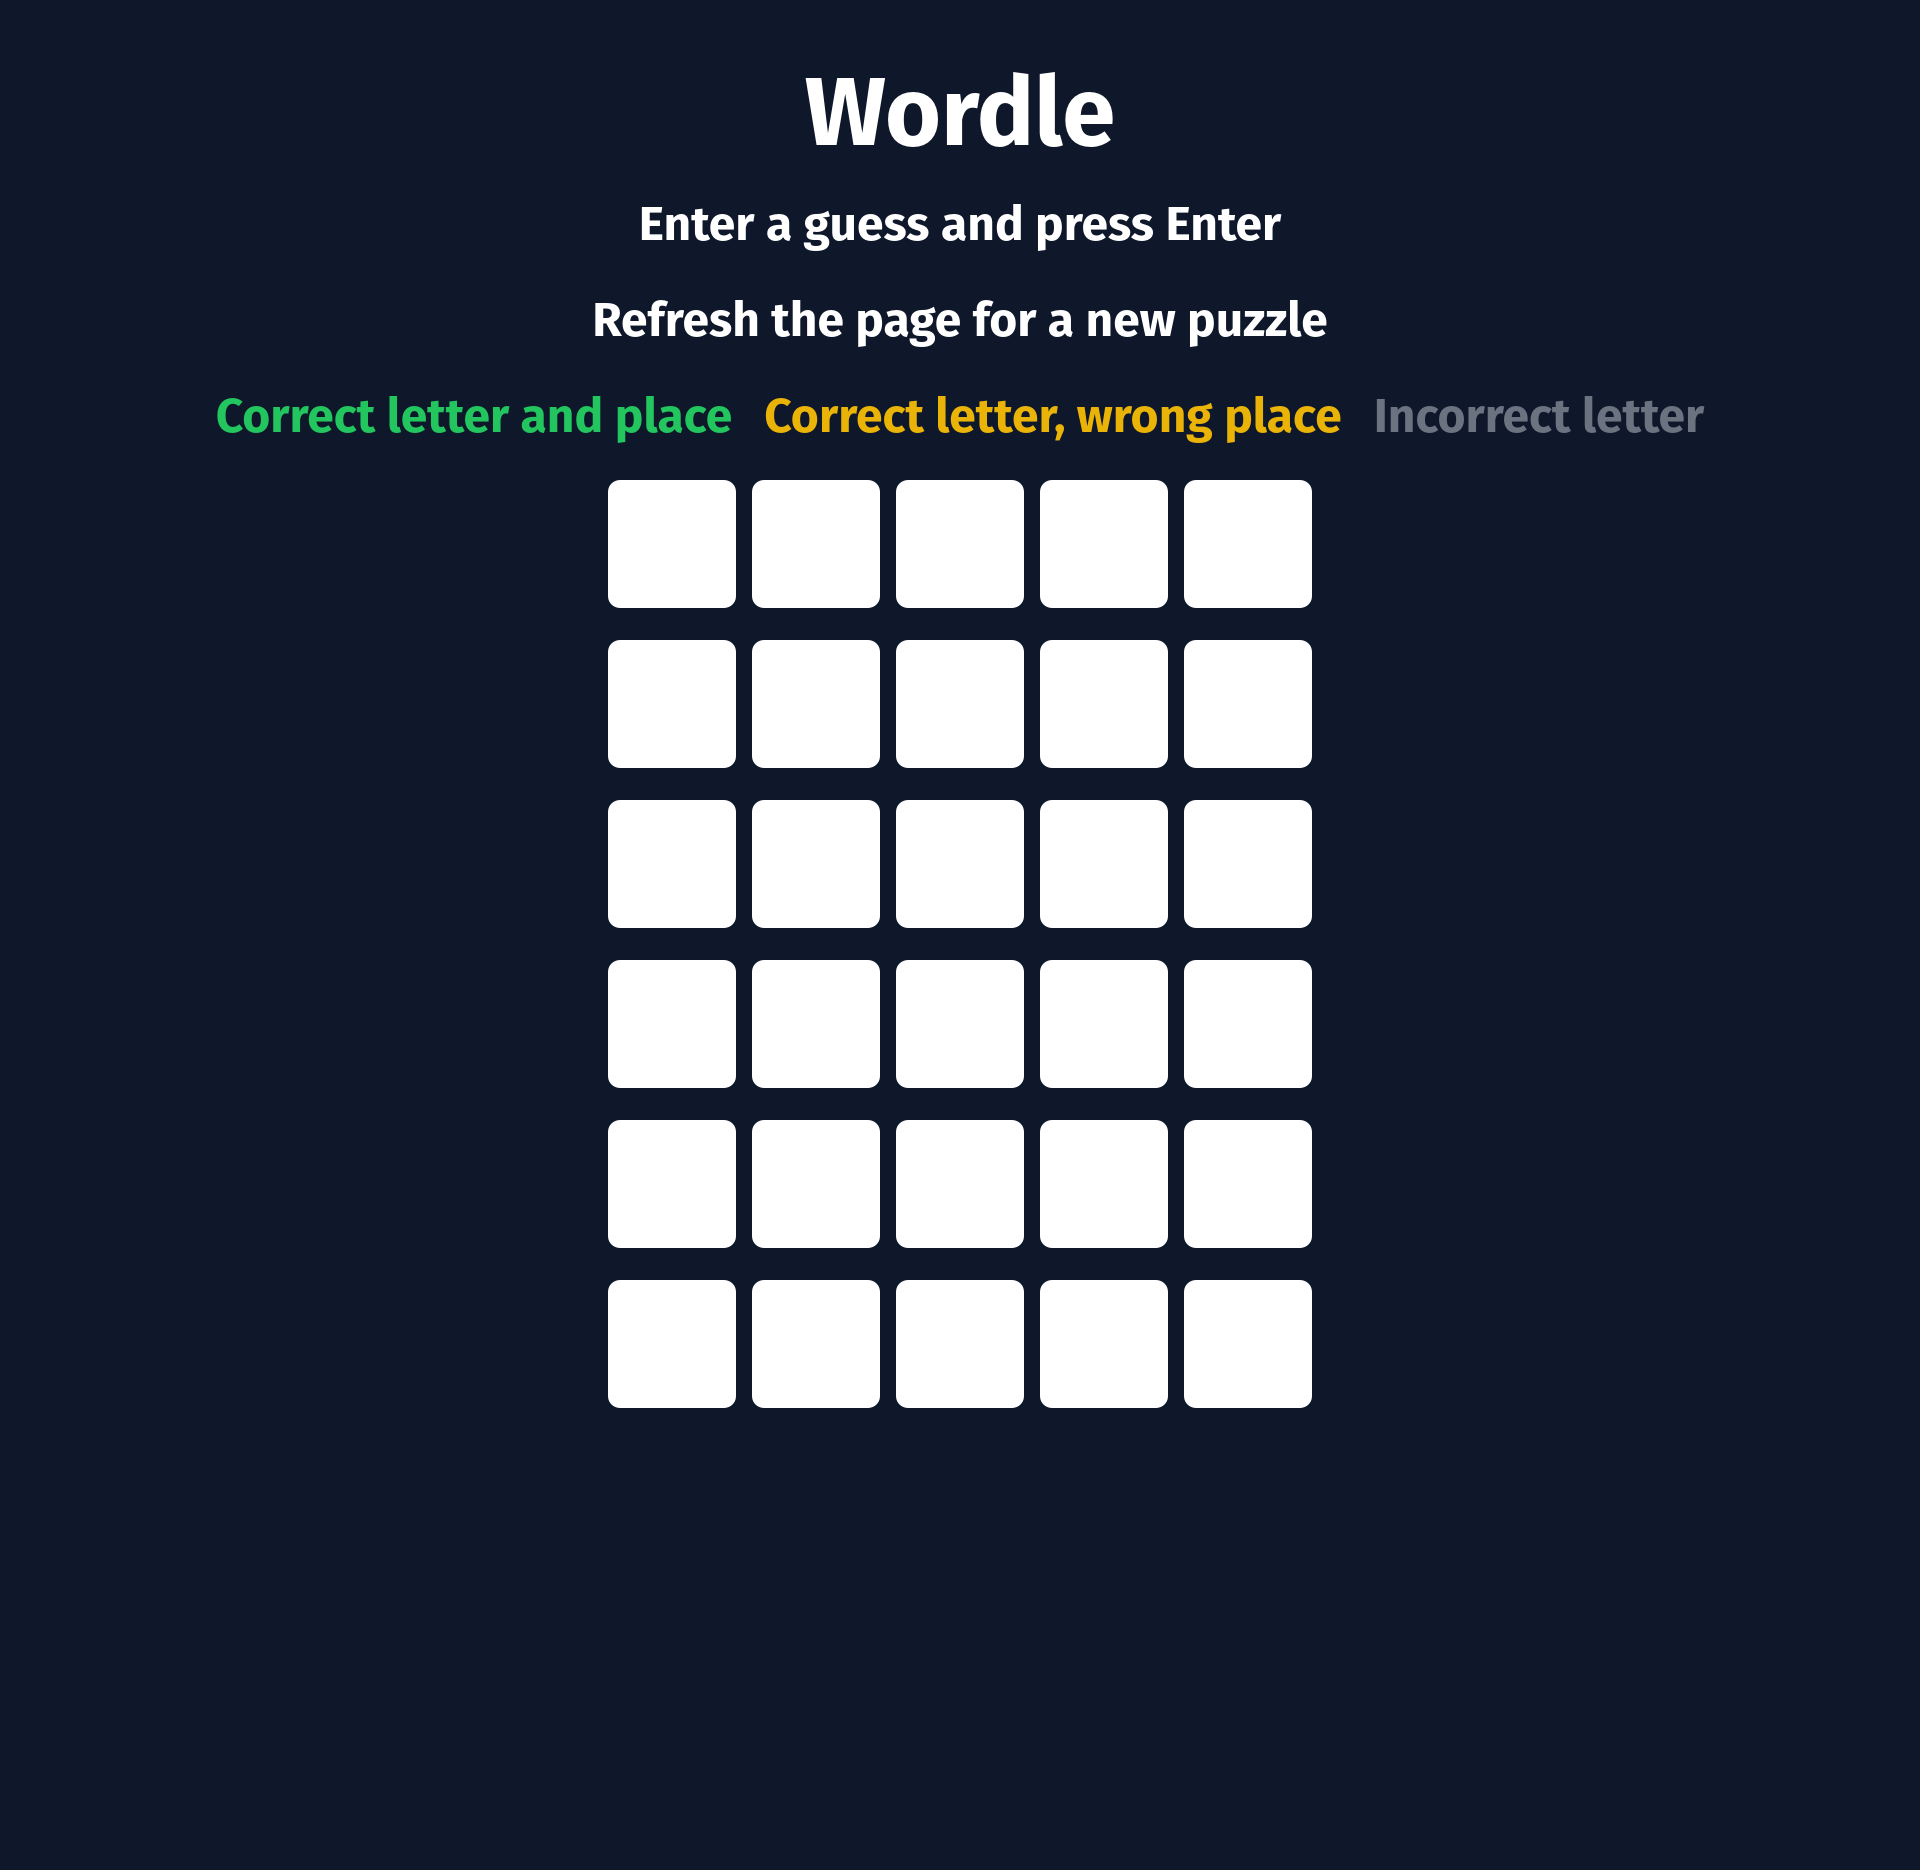 Wordle
Enter a guess and press Enter
Refresh the page for a new puzzle
Correct letter and place Correct letter, wrong place Incorrect letter